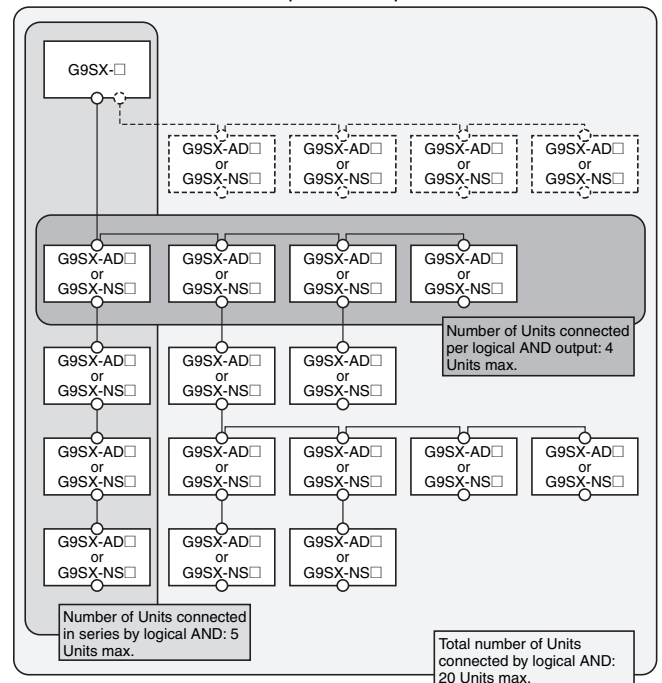 G9SX-□
G9SX-AD□
or
G9SX-NS□
G9SX-AD□
or
G9SX-NS□
G9SX-AD□
or
G9SX-NS□
G9SX-AD□
or
G9SX-NS□
G9SX-AD□
or
G9SX-NS□
G9SX-AD□
or
G9SX-NS□
G9SX-AD□
or
G9SX-NS□
G9SX-AD□
or
G9SX-NS□
Number of Units connected
per logical AND output: 4
Units max.
G9SX-AD□
or
G9SX-NS□
G9SX-AD□
or
G9SX-NS□
G9SX-AD□
or
G9SX-NS□
G9SX-AD□
or
G9SX-NS□
G9SX-AD□
or
G9SX-NS□
G9SX-AD□
or
G9SX-NS□
G9SX-AD□
or
G9SX-NS□
G9SX-AD□
or
G9SX-NS□
G9SX-AD□
or
G9SX-NS□
G9SX-AD□
or
G9SX-NS□
G9SX-AD□
or
G9SX-NS□
Number of Units connected
in series by logical AND: 5
Units max.
Total number of Units
connected by logical AND:
20 Units max.